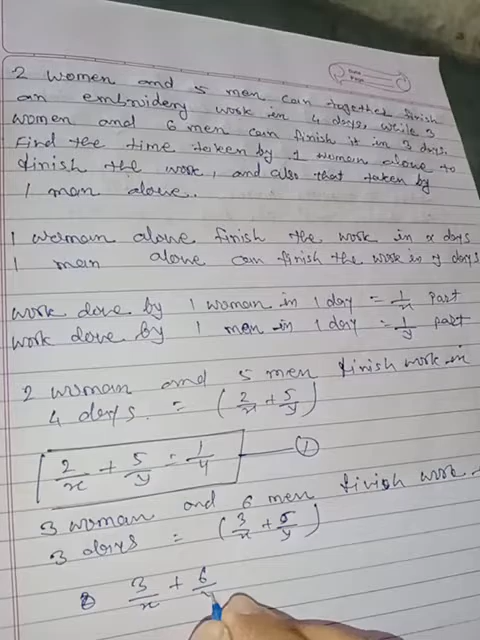 Date
Page
2 women and 5 men can together finish
an embroidery work in 4 days, while 3
women and 6 men can finish it in 3 days.
Find the time taken by 1 woman alone to
finish the work, and also that taken by
1 man alone.
1 woman alone finish the work in x days
1 man alone can finish the work in y days
work done by 1 woman in 1 day = 1/x part
work done by 1 man in 1 day = 1/y part
2 woman and 5 men finish work in
4 days = (2/x + 5/y)
2/x + 5/y = 1/4 — ①
3 woman and 6 men finish work
3 days = (3/x + 6/y)
3/x + 6/